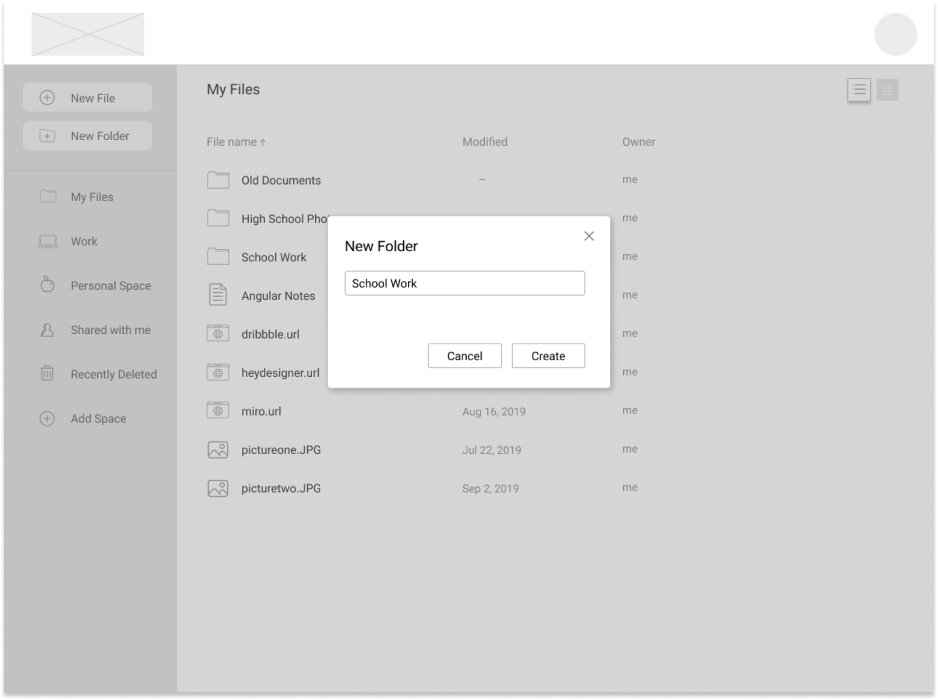 New File
New Folder
My Files
Work
Personal Space
Shared with me
Recently Deleted
Add Space
My Files
File name ↑ Modified Owner
Old Documents -- me
High School Pho me
School Work me
Angular Notes me
dribbble.url me
heydesigner.url me
miro.url Aug 16, 2019 me
pictureone.JPG Jul 22, 2019 me
picturetwo.JPG Sep 2, 2019 me
New Folder
School Work
Cancel Create